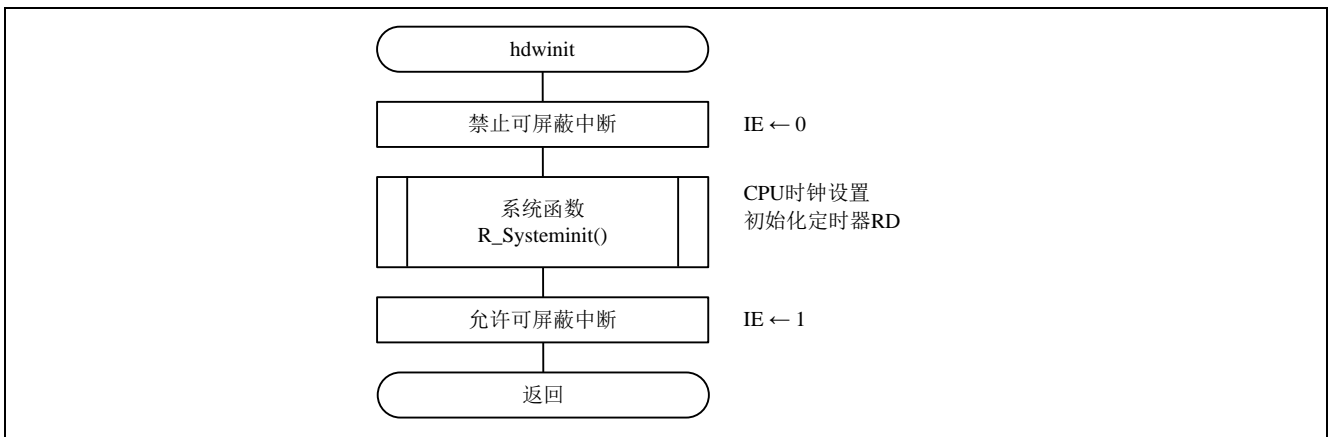 hdwinit
禁止可屏蔽中断
IE ← 0
系统函数
R_Systeminit()
CPU时钟设置
初始化定时器RD
允许可屏蔽中断
IE ← 1
返回